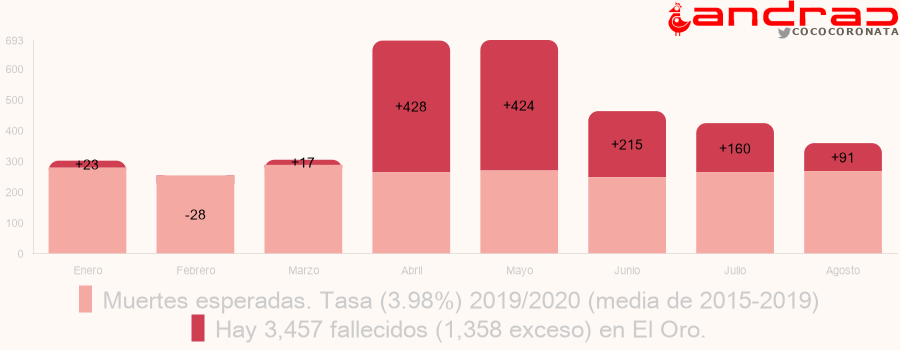 andrac
COCOCORONATA
693
600
500
400
300
200
100
0
+23
-28
+17
+428
+424
+215
+160
+91
Enero
Febrero
Marzo
Abril
Mayo
Junio
Julio
Agosto
Muertes esperadas. Tasa (3.98%) 2019/2020 (media de 2015-2019)
Hay 3,457 fallecidos (1,358 exceso) en El Oro.